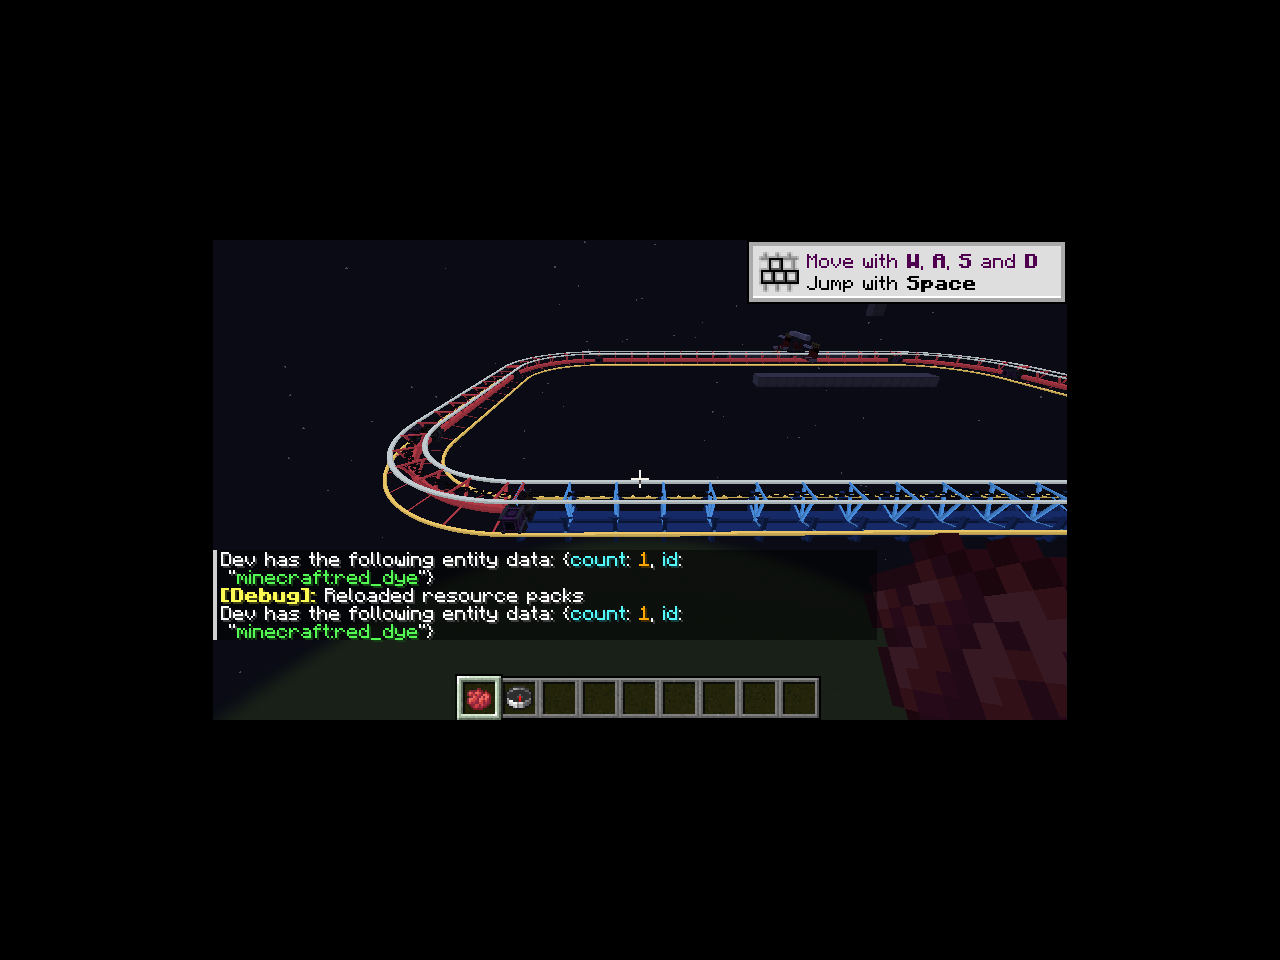 Move with W, A, S and D
Jump with Space
Dev has the following entity data: {count: 1, id:
"minecraft:red_dye"}
[Debug]: Reloaded resource packs
Dev has the following entity data: {count: 1, id:
"minecraft:red_dye"}